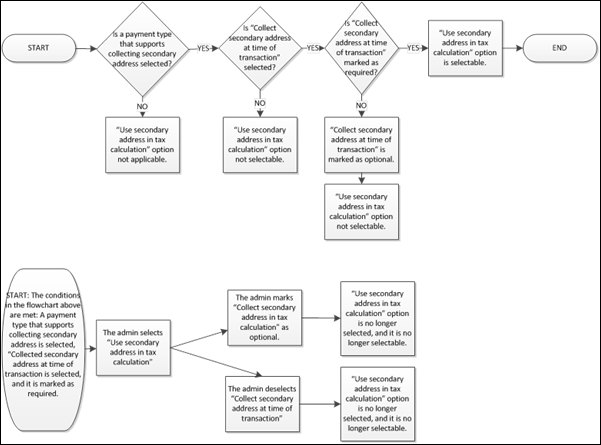 START
Is a payment type
that supports
collecting secondary
address selected?
YES
Is “Collect
secondary
address at
time of
transaction”
selected?
YES
Is “Collect
secondary
address at time
of transaction”
marked as
required?
YES
“Use secondary
address in tax
calculation” option
is selectable.
END
NO
“Use secondary
address in tax
calculation” option
not applicable.
NO
“Use secondary
address in tax
calculation” option
not selectable.
NO
“Collect secondary
address at time of
transaction” is
marked as optional.
“Use secondary
address in tax
calculation” option
not selectable.
START: The conditions
in the flowchart above
are met: A payment
type that supports
collecting secondary
address is selected,
“Collected secondary
address at time of
transaction is selected,
and it is marked as
required.
The admin selects
“Use secondary
address in tax
calculation”
The admin marks
“Collect secondary
address in tax
calculation” as
optional.
“Use secondary
address in tax
calculation” option
is no longer
selected, and it is
no longer selectable.
The admin deselects
“Collect secondary
address at time of
transaction”
“Use secondary
address in tax
calculation” option
is no longer
selected, and it is
no longer selectable.